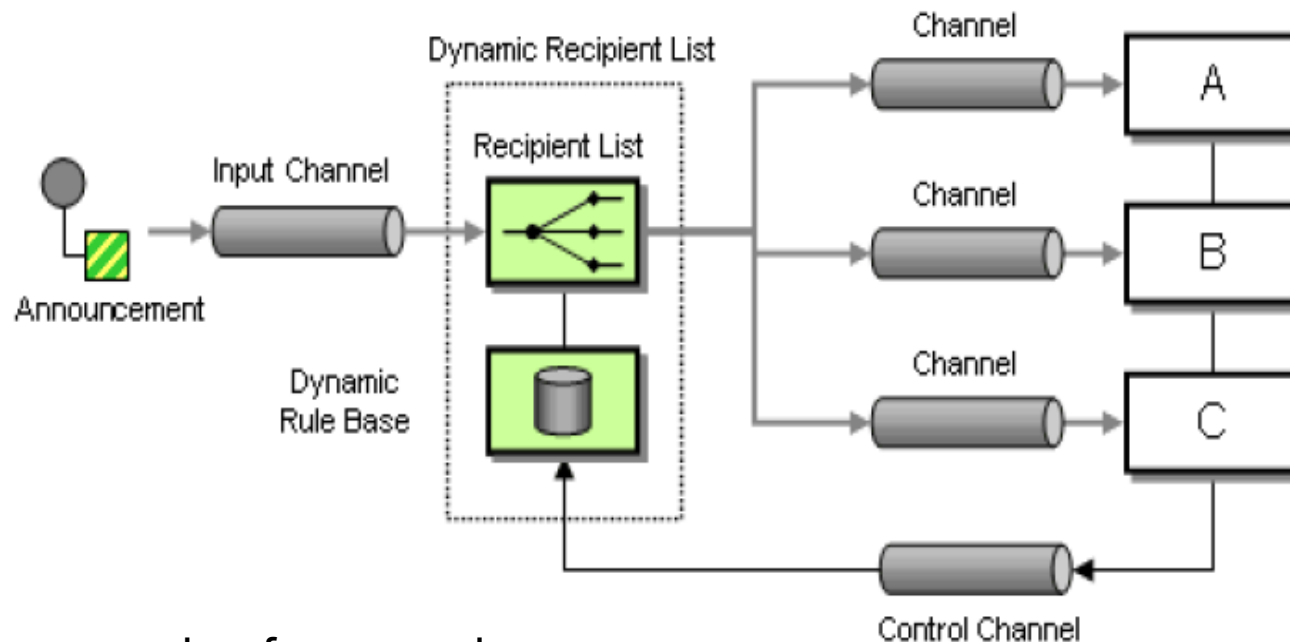 Channel
Dynamic Recipient List
A
Recipient List
Input Channel
Channel
B
Announcement
Channel
Dynamic
Rule Base
C
Control Channel